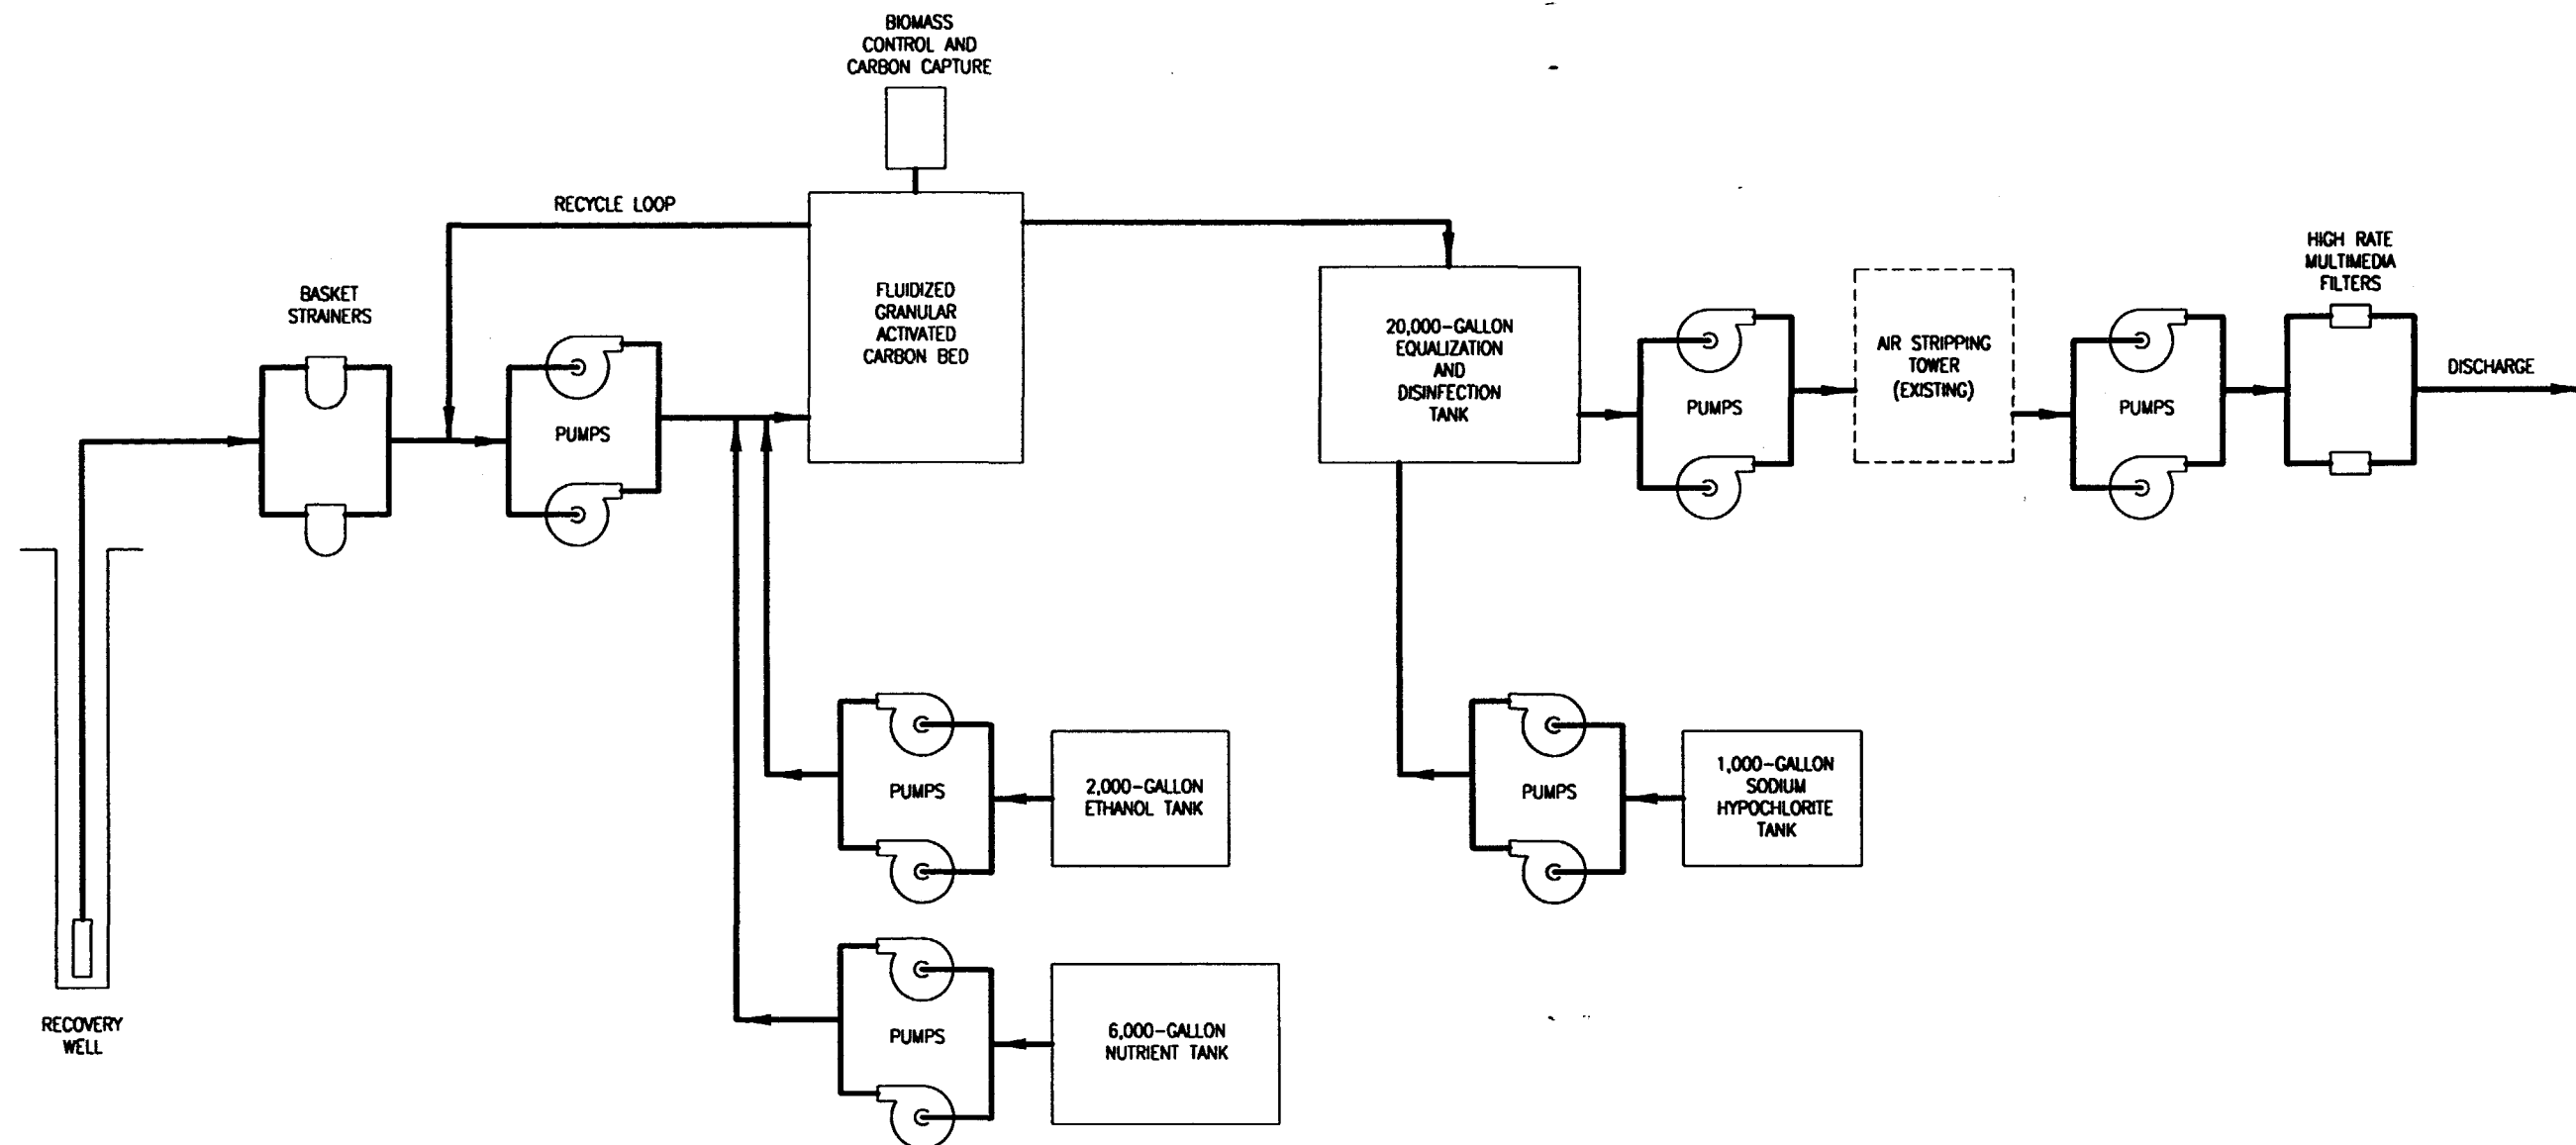 BIOMASS
CONTROL AND
CARBON CAPTURE
RECYCLE LOOP
BASKET
STRAINERS
PUMPS
FLUIDIZED
GRANULAR
ACTIVATED
CARBON BED
20,000-GALLON
EQUALIZATION
AND
DISINFECTION
TANK
PUMPS
AIR STRIPPING
TOWER
(EXISTING)
PUMPS
HIGH RATE
MULTIMEDIA
FILTERS
DISCHARGE
PUMPS
2,000-GALLON
ETHANOL TANK
PUMPS
1,000-GALLON
SODIUM
HYPOCHLORITE
TANK
RECOVERY
WELL
PUMPS
6,000-GALLON
NUTRIENT TANK